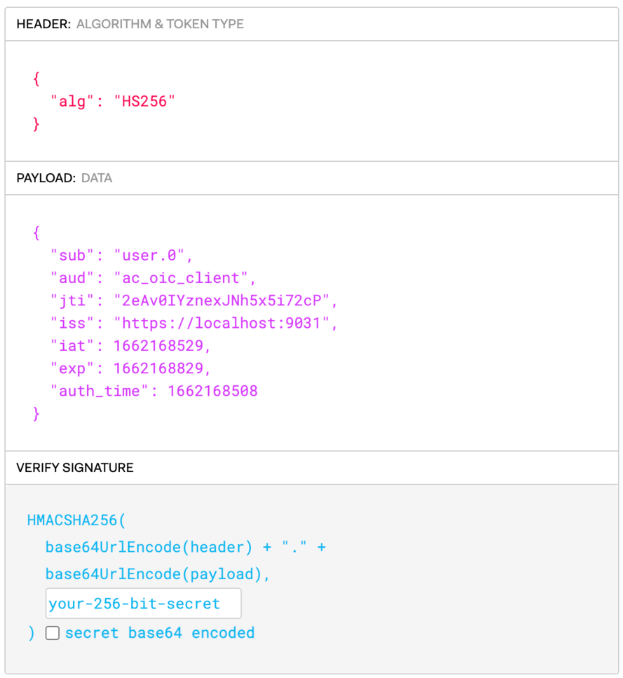 HEADER: ALGORITHM & TOKEN TYPE
{
"alg": "HS256"
}
PAYLOAD: DATA
{
"sub": "user.0",
"aud": "ac_oic_client",
"jti": "2eAv0IYznexJNh5x5i72cP",
"iss": "https://localhost:9031",
"iat": 1662168529,
"exp": 1662168829,
"auth_time": 1662168508
}
VERIFY SIGNATURE
HMACSHA256(
base64UrlEncode(header) + "." +
base64UrlEncode(payload),
your-256-bit-secret
) secret base64 encoded